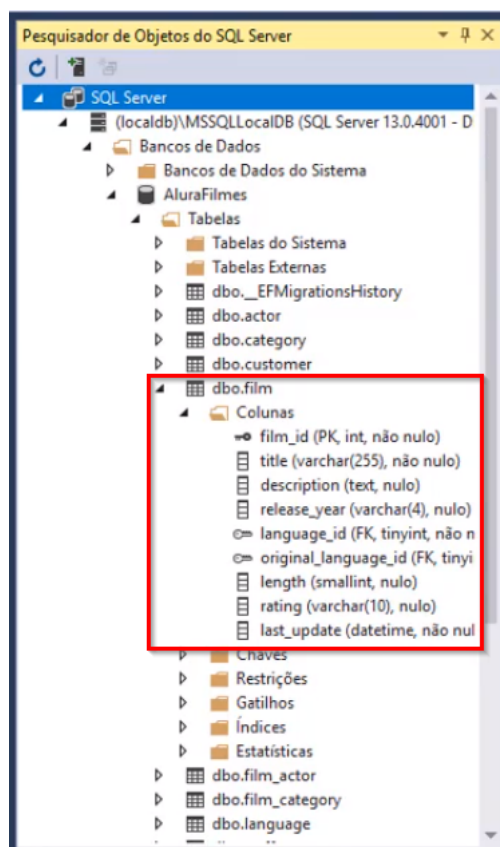 Pesquisador de Objetos do SQL Server
SQL Server
(localdb)\MSSQLLocalDB (SQL Server 13.0.4001 - D
Bancos de Dados
Bancos de Dados do Sistema
AluraFilmes
Tabelas
Tabelas do Sistema
Tabelas Externas
dbo.__EFMigrationsHistory
dbo.actor
dbo.category
dbo.customer
dbo.film
Colunas
film_id (PK, int, não nulo)
title (varchar(255), não nulo)
description (text, nulo)
release_year (varchar(4), nulo)
language_id (FK, tinyint, não n
original_language_id (FK, tinyi
length (smallint, nulo)
rating (varchar(10), nulo)
last_update (datetime, não nul
Chaves
Restrições
Gatilhos
Índices
Estatísticas
dbo.film_actor
dbo.film_category
dbo.language